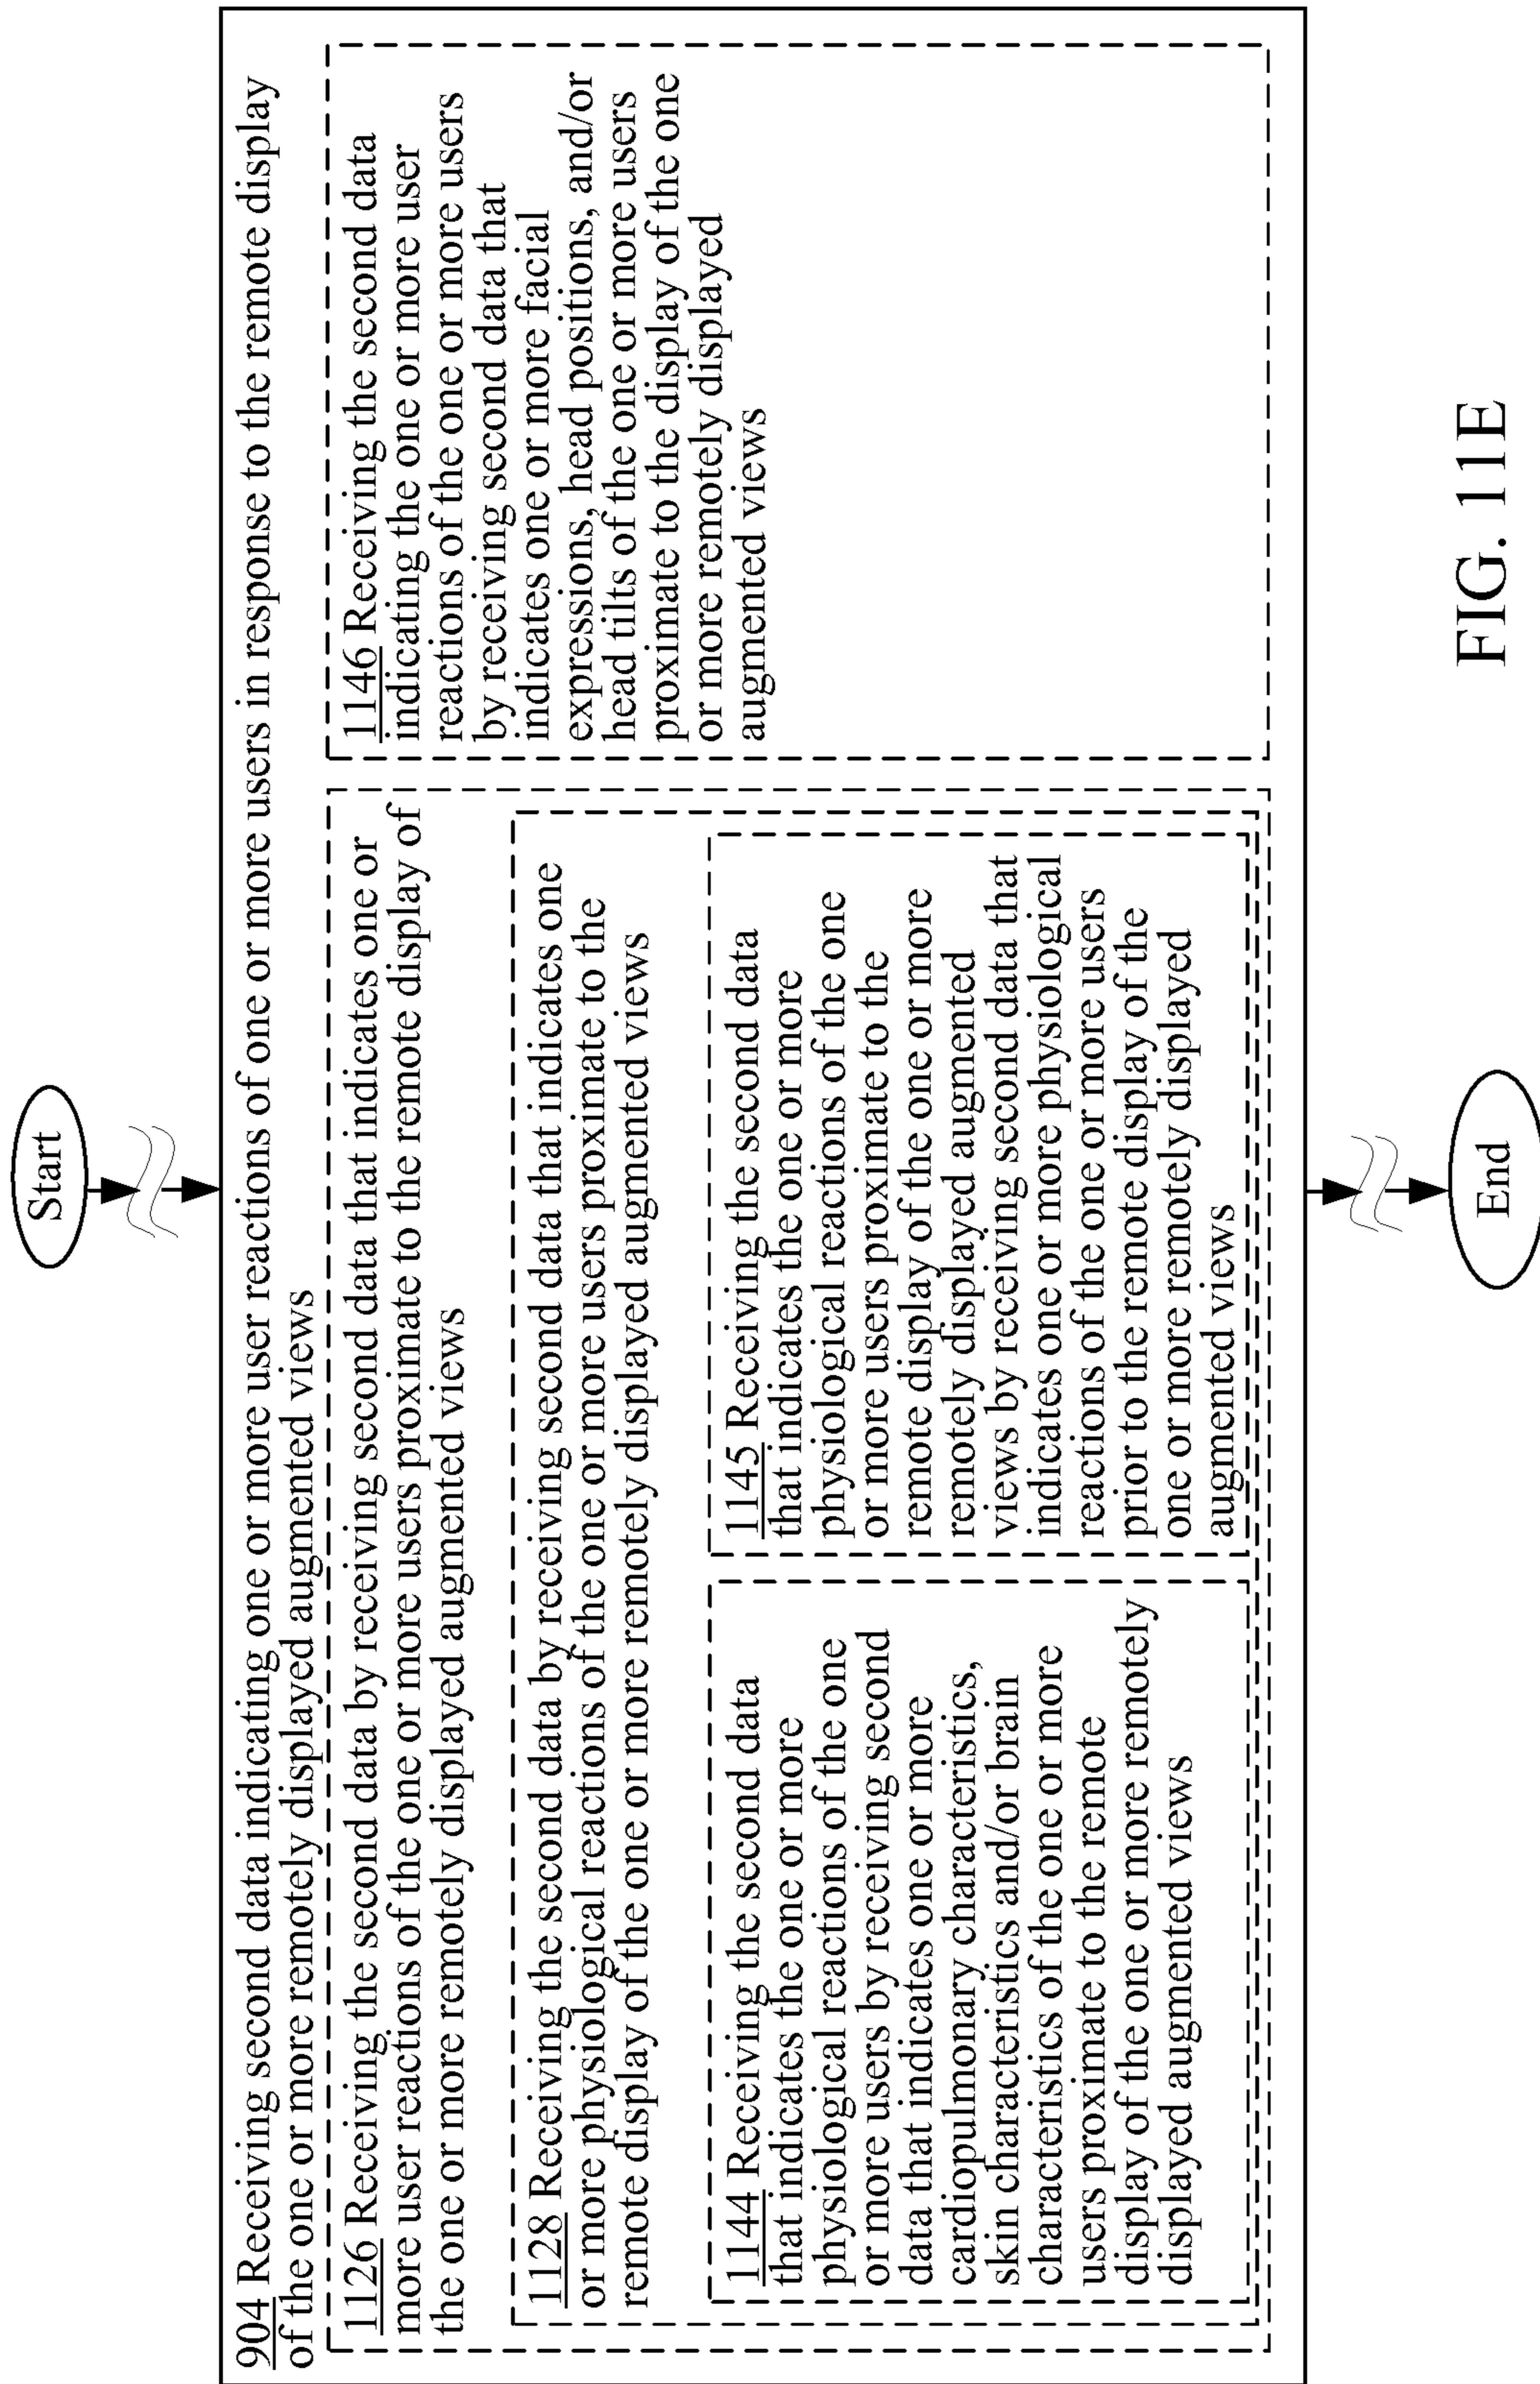 Start
904 Receiving second data indicating one or more user reactions of one or more users in response to the remote display
of the one or more remotely displayed augmented views
1126 Receiving the second data by receiving second data that indicates one or
more user reactions of the one or more users proximate to the remote display of
the one or more remotely displayed augmented views
1128 Receiving the second data by receiving second data that indicates one
or more physiological reactions of the one or more users proximate to the
remote display of the one or more remotely displayed augmented views
1144 Receiving the second data
that indicates the one or more
physiological reactions of the one
or more users by receiving second
data that indicates one or more
cardiopulmonary characteristics,
skin characteristics and/or brain
characteristics of the one or more
users proximate to the remote
display of the one or more remotely
displayed augmented views
1145 Receiving the second data
that indicates the one or more
physiological reactions of the one
or more users proximate to the
remote display of the one or more
remotely displayed augmented
views by receiving second data that
indicates one or more physiological
reactions of the one or more users
prior to the remote display of the
one or more remotely displayed
augmented views
1146 Receiving the second data
indicating the one or more user
reactions of the one or more users
by receiving second data that
indicates one or more facial
expressions, head positions, and/or
head tilts of the one or more users
proximate to the display of the one
or more remotely displayed
augmented views
End
FIG. 11E